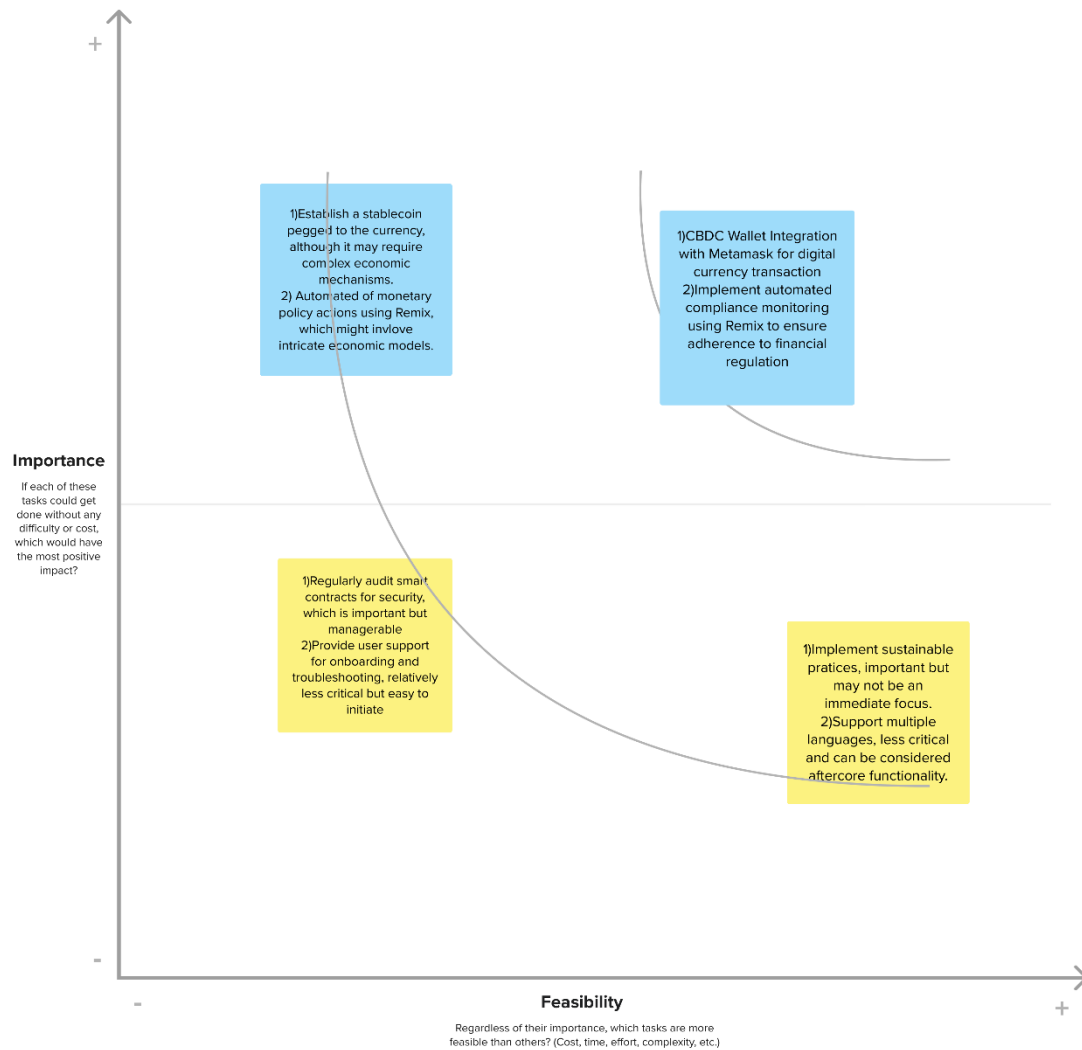 +
1)Establish a stablecoin
pegged to the currency,
although it may require
complex economic
mechanisms.
2) Automated of monetary
policy actions using Remix,
which might invlove
intricate economic models.
1)CBDC Wallet Integration
with Metamask for digital
currency transaction
2)Implement automated
compliance monitoring
using Remix to ensure
adherence to financial
regulation
Importance
If each of these
tasks could get
done without any
difficulty or cost,
which would have
the most positive
impact?
1)Regularly audit smart
contracts for security,
which is important but
managerable
2)Provide user support
for onboarding and
troubleshooting, relatively
less critical but easy to
initiate
1)Implement sustainable
pratices, important but
may not be an
immediate focus.
2)Support multiple
languages, less critical
and can be considered
aftercore functionality.
-
-
+
Feasibility
Regardless of their importance, which tasks are more
feasible than others? (Cost, time, effort, complexity, etc.)